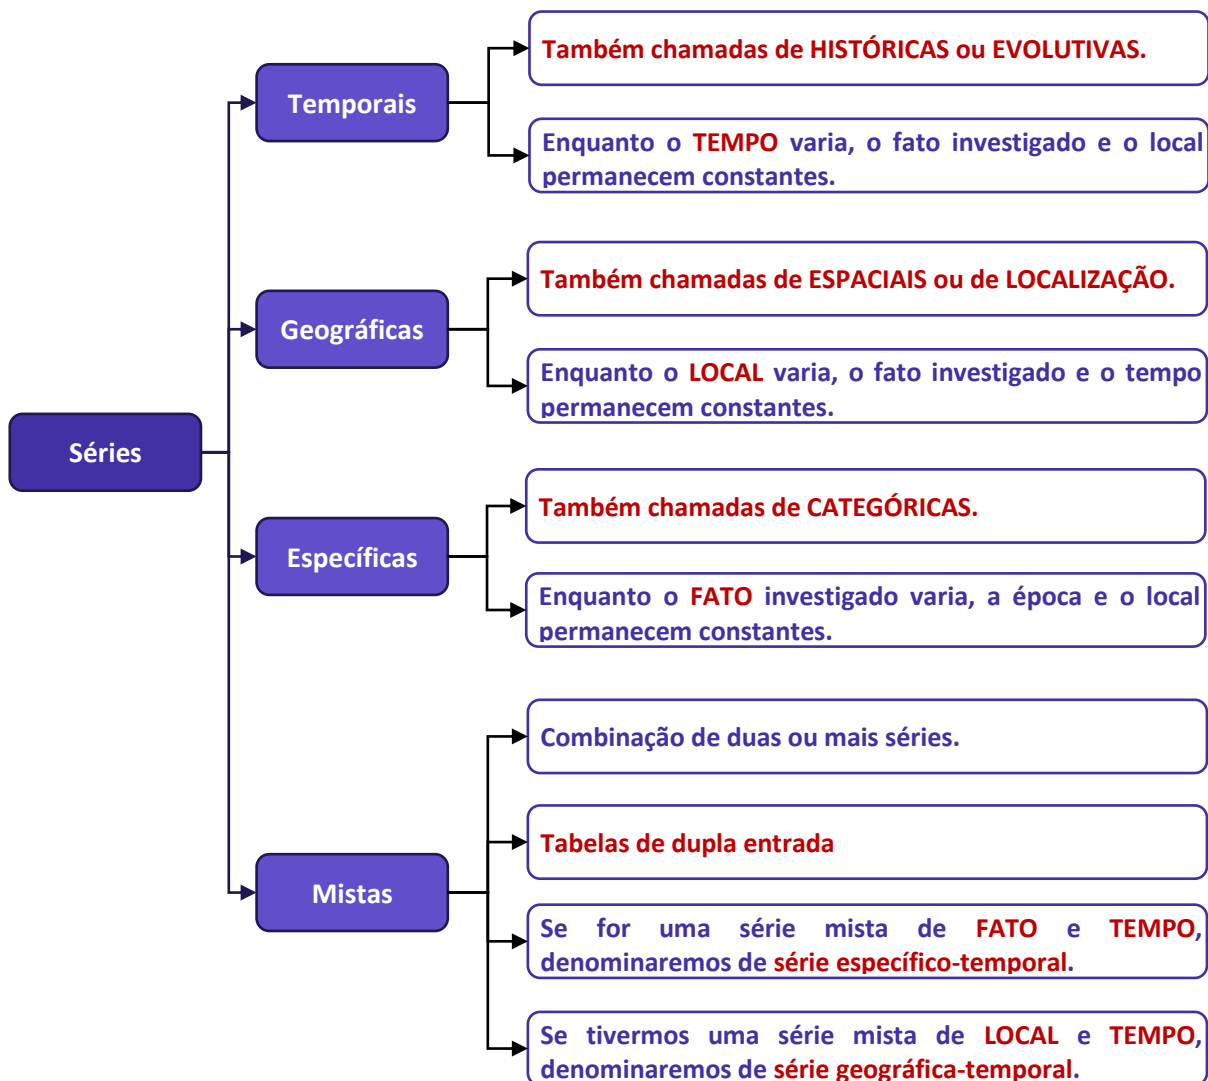 Séries
Temporais
Também chamadas de HISTÓRICAS ou EVOLUTIVAS.
Enquanto o TEMPO varia, o fato investigado e o local
permanecem constantes.
Geográficas
Também chamadas de ESPACIAIS ou de LOCALIZAÇÃO.
Enquanto o LOCAL varia, o fato investigado e o tempo
permanecem constantes.
Específicas
Também chamadas de CATEGÓRICAS.
Enquanto o FATO investigado varia, a época e o local
permanecem constantes.
Mistas
Combinação de duas ou mais séries.
Tabelas de dupla entrada
Se for uma série mista de FATO e TEMPO,
denominaremos de série específico-temporal.
Se tivermos uma série mista de LOCAL e TEMPO,
denominaremos de série geográfica-temporal.